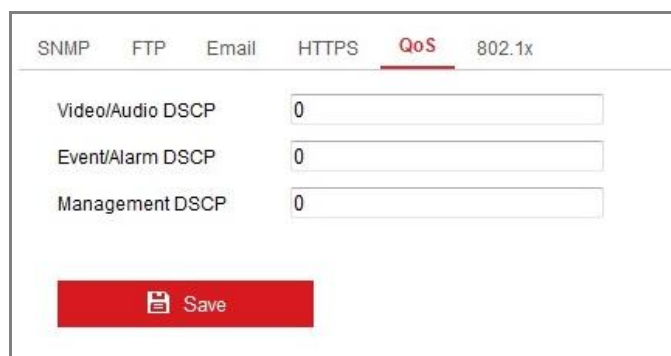 SNMP FTP Email HTTPS QoS 802.1x
Video/Audio DSCP 0
Event/Alarm DSCP 0
Management DSCP 0
Save